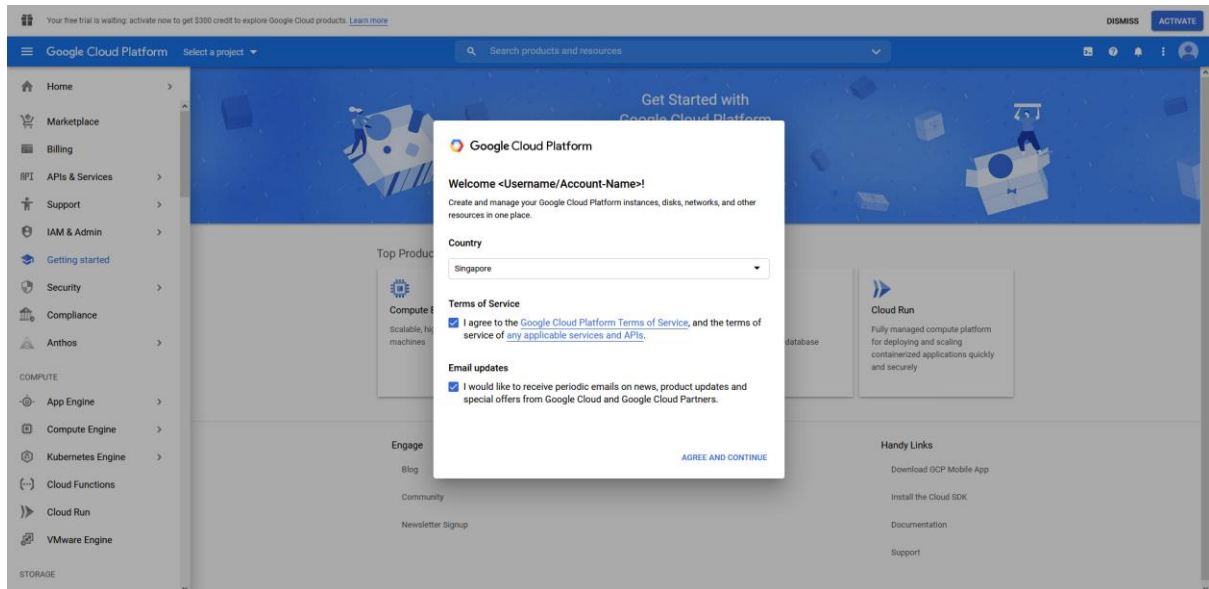 Your free trial is waiting: activate now to get $300 credit to explore Google Cloud products. Learn more
DISMISS
ACTIVATE
Google Cloud Platform
Select a project
Search products and resources
Home
Marketplace
Billing
API
APIs & Services
Support
IAM & Admin
Getting started
Security
Compliance
Anthos
COMPUTE
App Engine
Compute Engine
Kubernetes Engine
Cloud Functions
Cloud Run
VMware Engine
STORAGE
Get Started with
Google Cloud Platform
Top Produc
Compute E
Scalable, hig
machines
database
Cloud Run
Fully managed compute platform
for deploying and scaling
containerized applications quickly
and securely
Google Cloud Platform
Welcome <Username/Account-Name>!
Create and manage your Google Cloud Platform instances, disks, networks, and other
resources in one place.
Country
Singapore
Terms of Service
I agree to the Google Cloud Platform Terms of Service, and the terms of
service of any applicable services and APIs.
Email updates
I would like to receive periodic emails on news, product updates and
special offers from Google Cloud and Google Cloud Partners.
AGREE AND CONTINUE
Engage
Blog
Community
Newsletter Signup
Handy Links
Download GCP Mobile App
Install the Cloud SDK
Documentation
Support